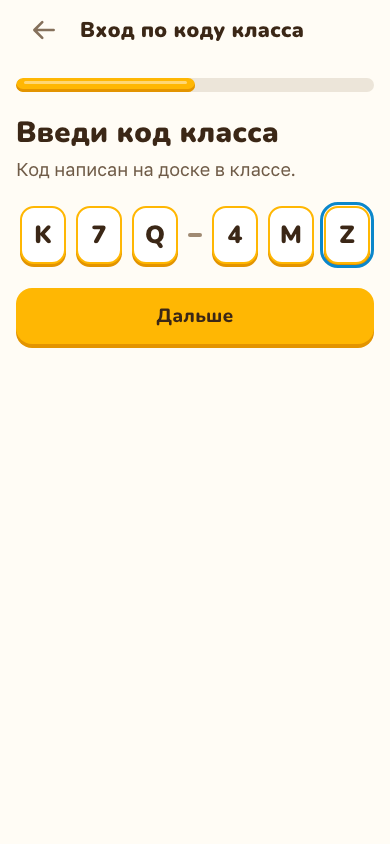 Вход по коду класса
Введи код класса
Код написан на доске в классе.
K 7 Q – 4 M Z
Дальше